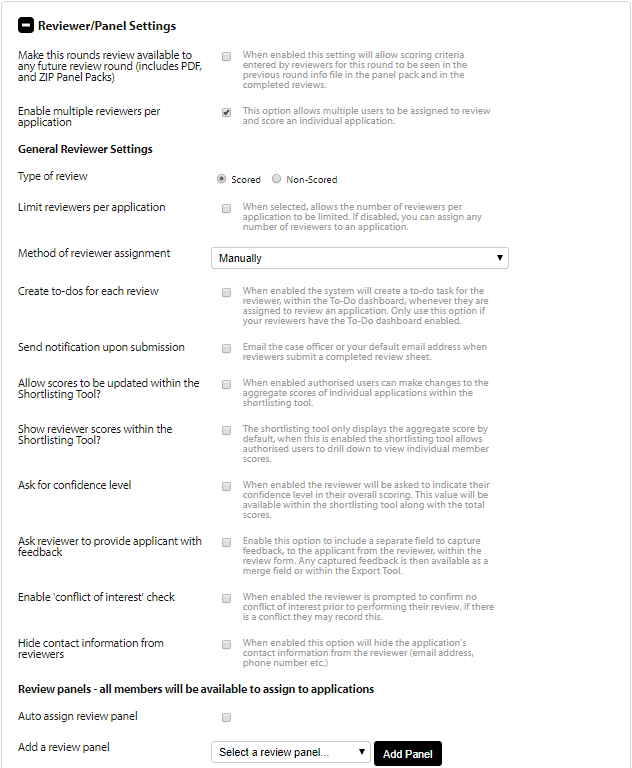 Reviewer/Panel Settings
Make this rounds review available to
any future review round (includes PDF,
and ZIP Panel Packs)
When enabled this setting will allow scoring criteria
entered by reviewers for this round to be seen in the
previous round info file in the panel pack and in the
completed reviews.
Enable multiple reviewers per
application
This option allows multiple users to be assigned to review
and score an individual application.
General Reviewer Settings
Type of review
Scored
Non-Scored
Limit reviewers per application
When selected, allows the number of reviewers per
application to be limited. If disabled, you can assign any
number of reviewers to an application.
Method of reviewer assignment
Manually
Create to-dos for each review
When enabled the system will create a to-do task for the
reviewer, within the To-Do dashboard, whenever they are
assigned to review an application. Only use this option if
your reviewers have the To-Do dashboard enabled.
Send notification upon submission
Email the case officer or your default email address when
reviewers submit a completed review sheet.
Allow scores to be updated within the
Shortlisting Tool?
When enabled authorised users can make changes to the
aggregate scores of individual applications within the
shortlisting tool.
Show reviewer scores within the
Shortlisting Tool?
The shortlisting tool only displays the aggregate score by
default, when this is enabled the shortlisting tool allows
authorised users to drill down to view individual member
scores.
Ask for confidence level
When enabled the reviewer will be asked to indicate their
confidence level in their overall scoring. This value will be
available within the shortlisting tool along with the total
scores.
Ask reviewer to provide applicant with
feedback
Enable this option to include a separate field to capture
feedback, to the applicant from the reviewer, within the
review form. Any captured feedback is then available as a
merge field or within the Export Tool.
Enable 'conflict of interest' check
When enabled the reviewer is prompted to confirm no
conflict of interest prior to performing their review. If there
is a conflict they may record this.
Hide contact information from
reviewers
When enabled this option will hide the application's
contact information from the reviewer (email address,
phone number etc.)
Review panels - all members will be available to assign to applications
Auto assign review panel
Add a review panel
Select a review panel...
Add Panel